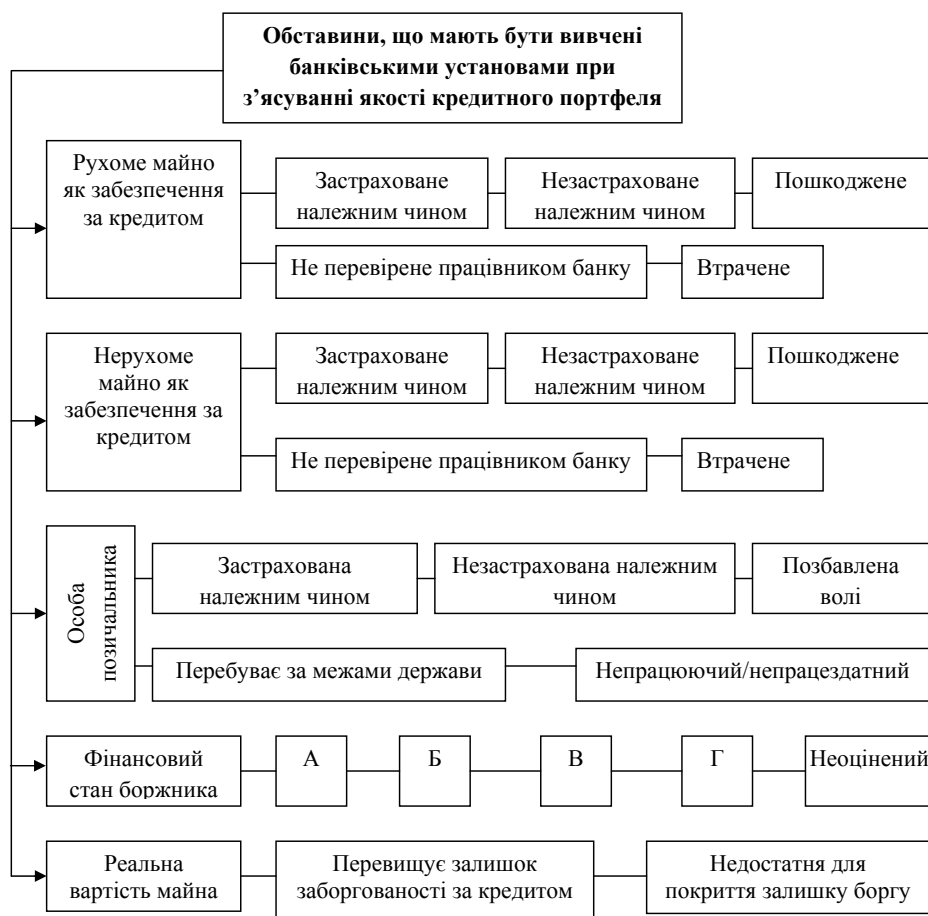 Обставини, що мають бути вивчені
банківськими установами при
з’ясуванні якості кредитного портфеля
Рухоме майно
як забезпечення
за кредитом
Застраховане
належним чином
Незастраховане
належним чином
Пошкоджене
Не перевірене працівником банку
Втрачене
Нерухоме
майно як
забезпечення за
кредитом
Застраховане
належним чином
Незастраховане
належним чином
Пошкоджене
Не перевірене працівником банку
Втрачене
Особа
позичальника
Застрахована
належним чином
Незастрахована належним
чином
Позбавлена
волі
Перебуває за межами держави
Непрацюючий/непрацездатний
Фінансовий
стан боржника
А
Б
В
Г
Неоцінений
Реальна
вартість майна
Перевищує залишок
заборгованості за кредитом
Недостатня для
покриття залишку боргу